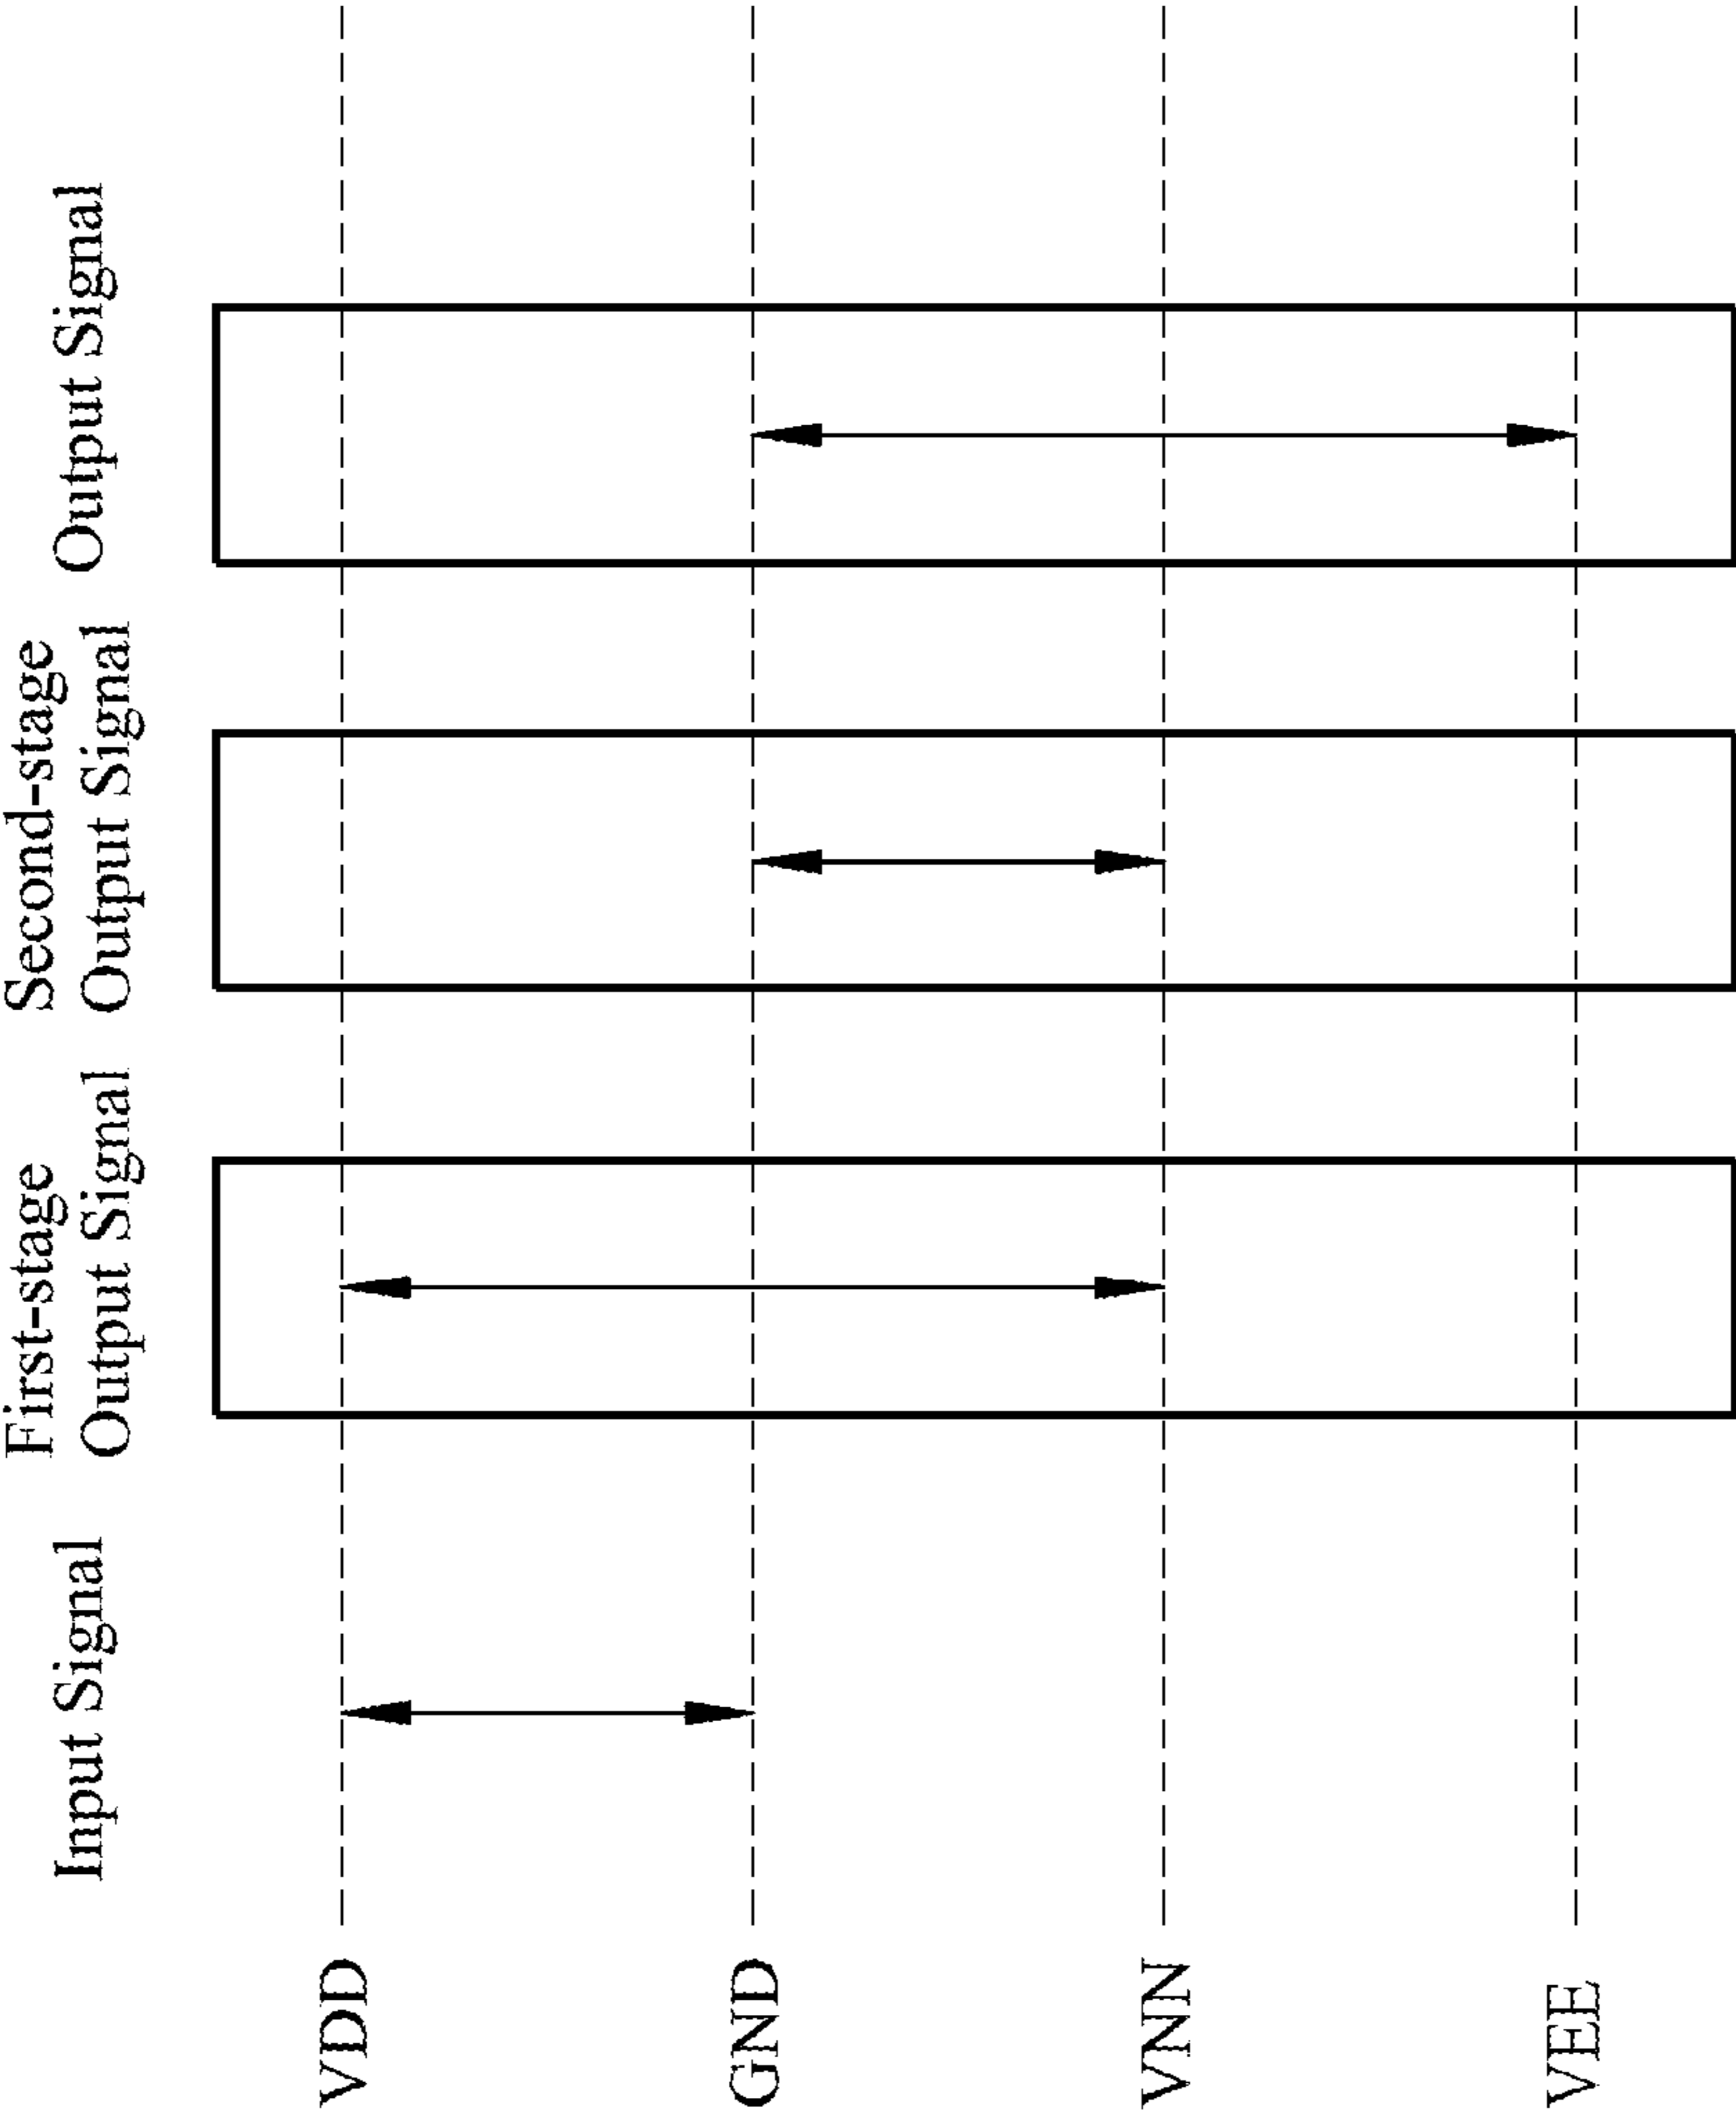 Input Signal
First-stage
Output Signal
Second-stage
Output Signal
Output Signal
VDD
GND
VNN
VEE